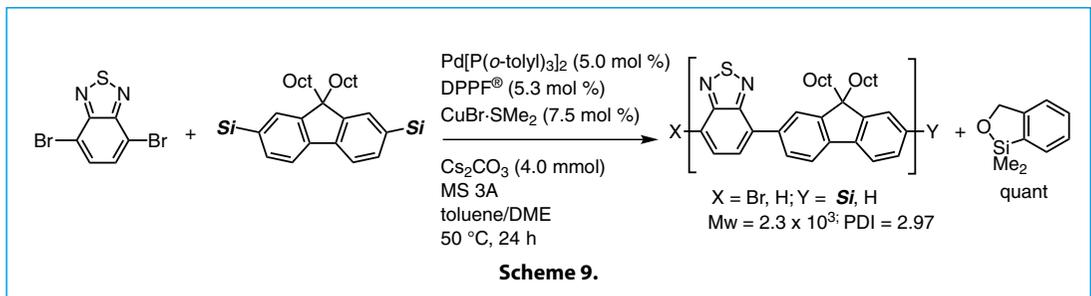 Pd[P(o-tolyl)₃]₂ (5.0 mol %)
DPPF® (5.3 mol %)
CuBr·SMe₂ (7.5 mol %)
Cs₂CO₃ (4.0 mmol)
MS 3A
toluene/DME
50 °C, 24 h
S
N N
Br Br
+
Oct Oct
Si Si
S
N N
X
Oct Oct
Y
+
O
Si
Me₂
quant
X = Br, H; Y = Si, H
Mw = 2.3 x 10³; PDI = 2.97
Scheme 9.